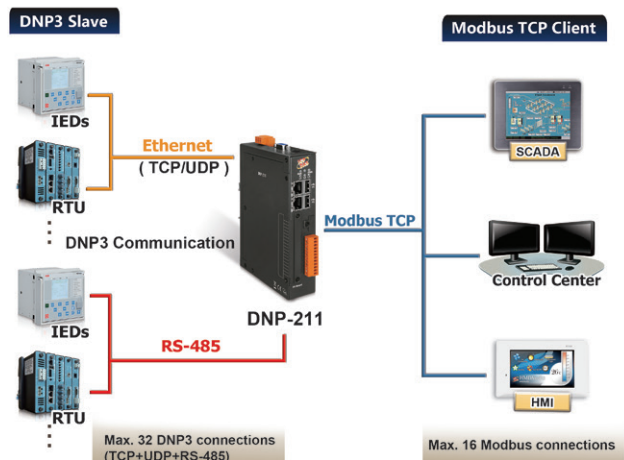 DNP3 Slave
Modbus TCP Client
IEDs
Ethernet
( TCP/UDP )
RTU
DNP3 Communication
IEDs
RS-485
RTU
DNP-211
Modbus TCP
SCADA
Control Center
HMI
Max. 32 DNP3 connections
(TCP+UDP+RS-485)
Max. 16 Modbus connections